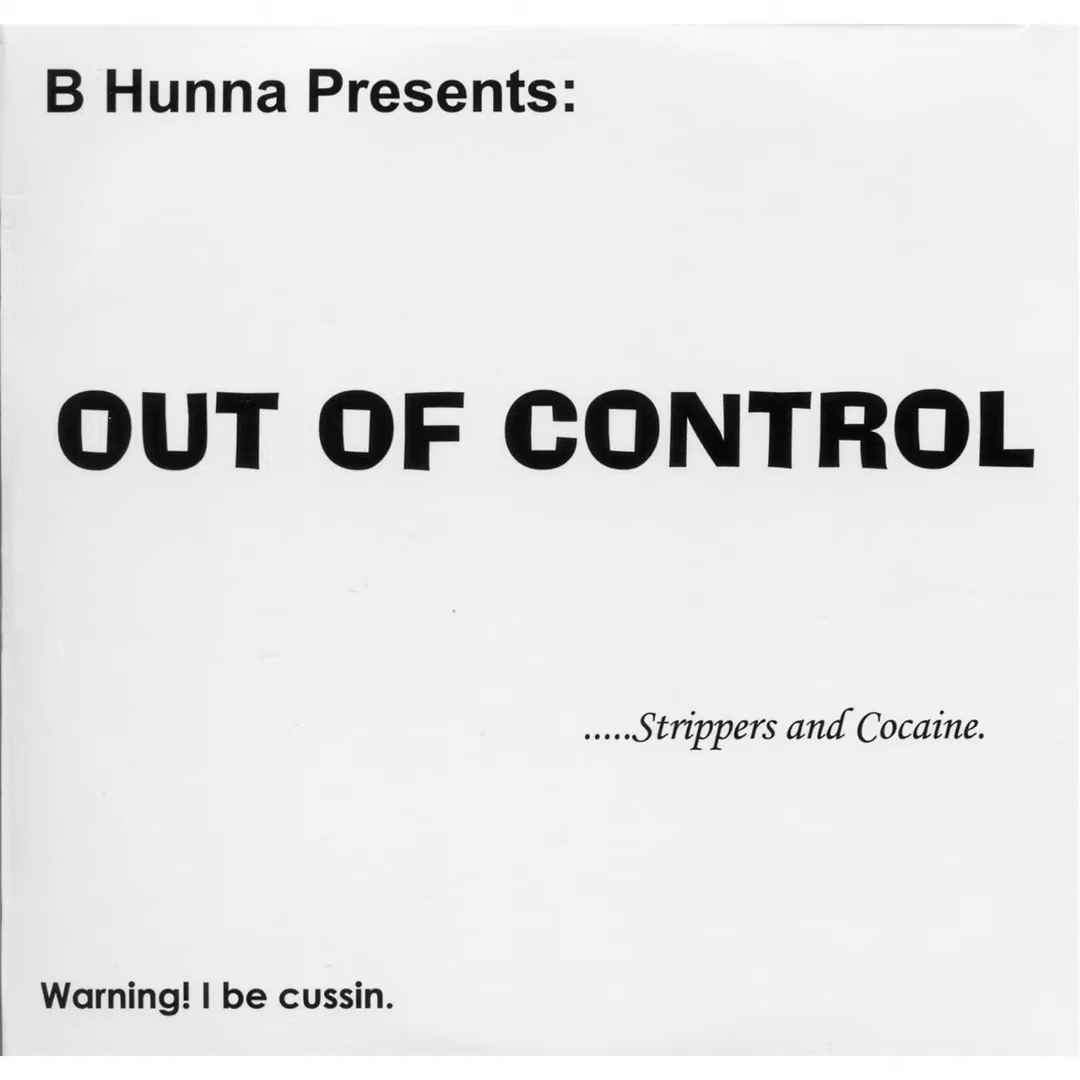 B Hunna Presents:
OUT OF CONTROL
.....Strippers and Cocaine.
Warning! I be cussin.